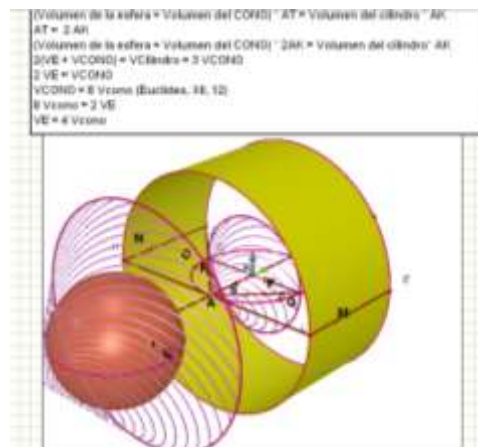 (Volumen de la esfera + Volumen del CONO) * AT = Volumen del cilindro * AK
AT = 2 AK
(Volumen de la esfera + Volumen del CONO) * 2AK = Volumen del cilindro * AK
2(VE + VCONO) = VCilindro = 3 VCONO
2 VE = VCONO
VCONO = 8 Vcono (Euclides, XII, 12)
8 Vcono = 2 VE
VE = 4 Vcono
N
O
K
A
M